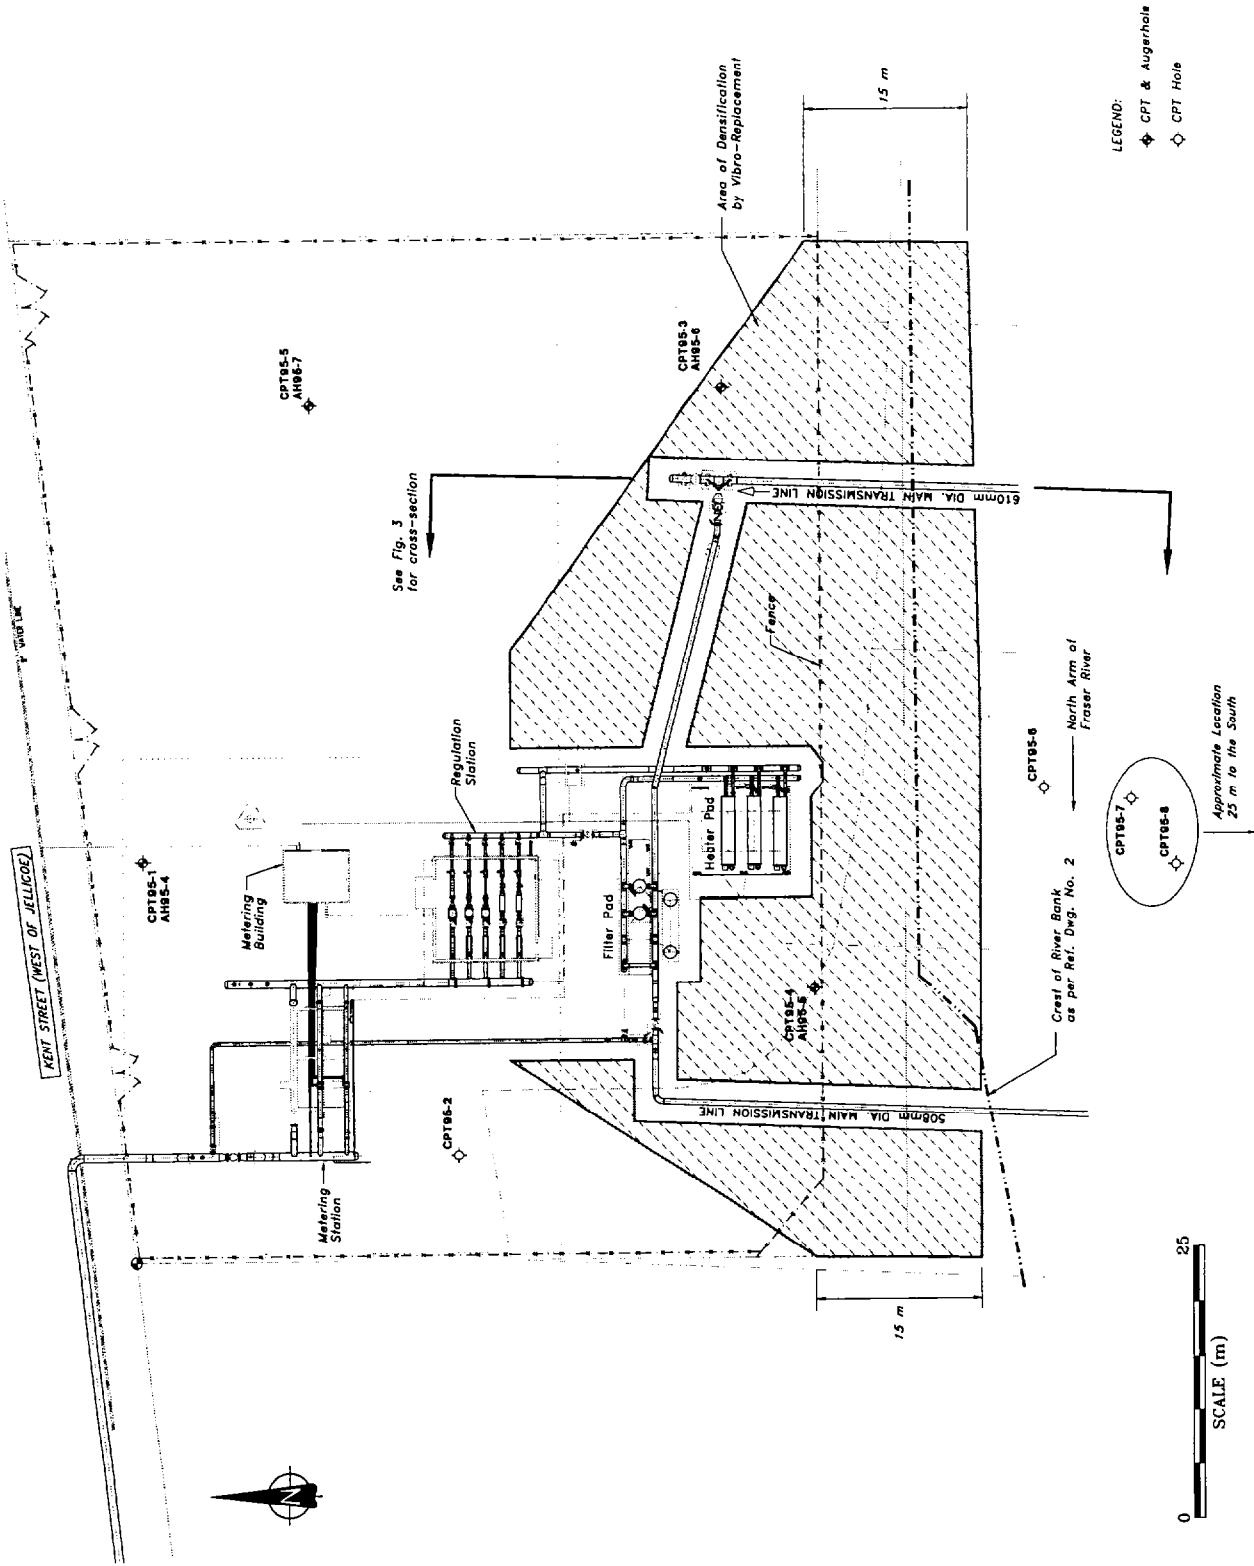 KENT STREET (WEST OF JELLICOE)
6" WATER LINE
CPT95-5
AH95-7
CPT95-1
AH95-4
Metering
Building
See Fig. 3
for cross-section
Regulation
Station
CPT95-2
Metering
Station
CPT95-3
AH95-6
Area of Densification
by Vibro-Replacement
15 m
610mm DIA. MAIN TRANSMISSION LINE
Fence
Heater Pad
Filter Pad
CPT95-4
AH95-5
508mm DIA. MAIN TRANSMISSION LINE
15 m
CPT95-6
North Arm of
Fraser River
Crest of River Bank
as per Ref. Dwg. No. 2
CPT95-7
CPT95-8
Approximate Location
25 m to the South
LEGEND:
CPT & Augerhole
CPT Hole
N
0
25
SCALE (m)